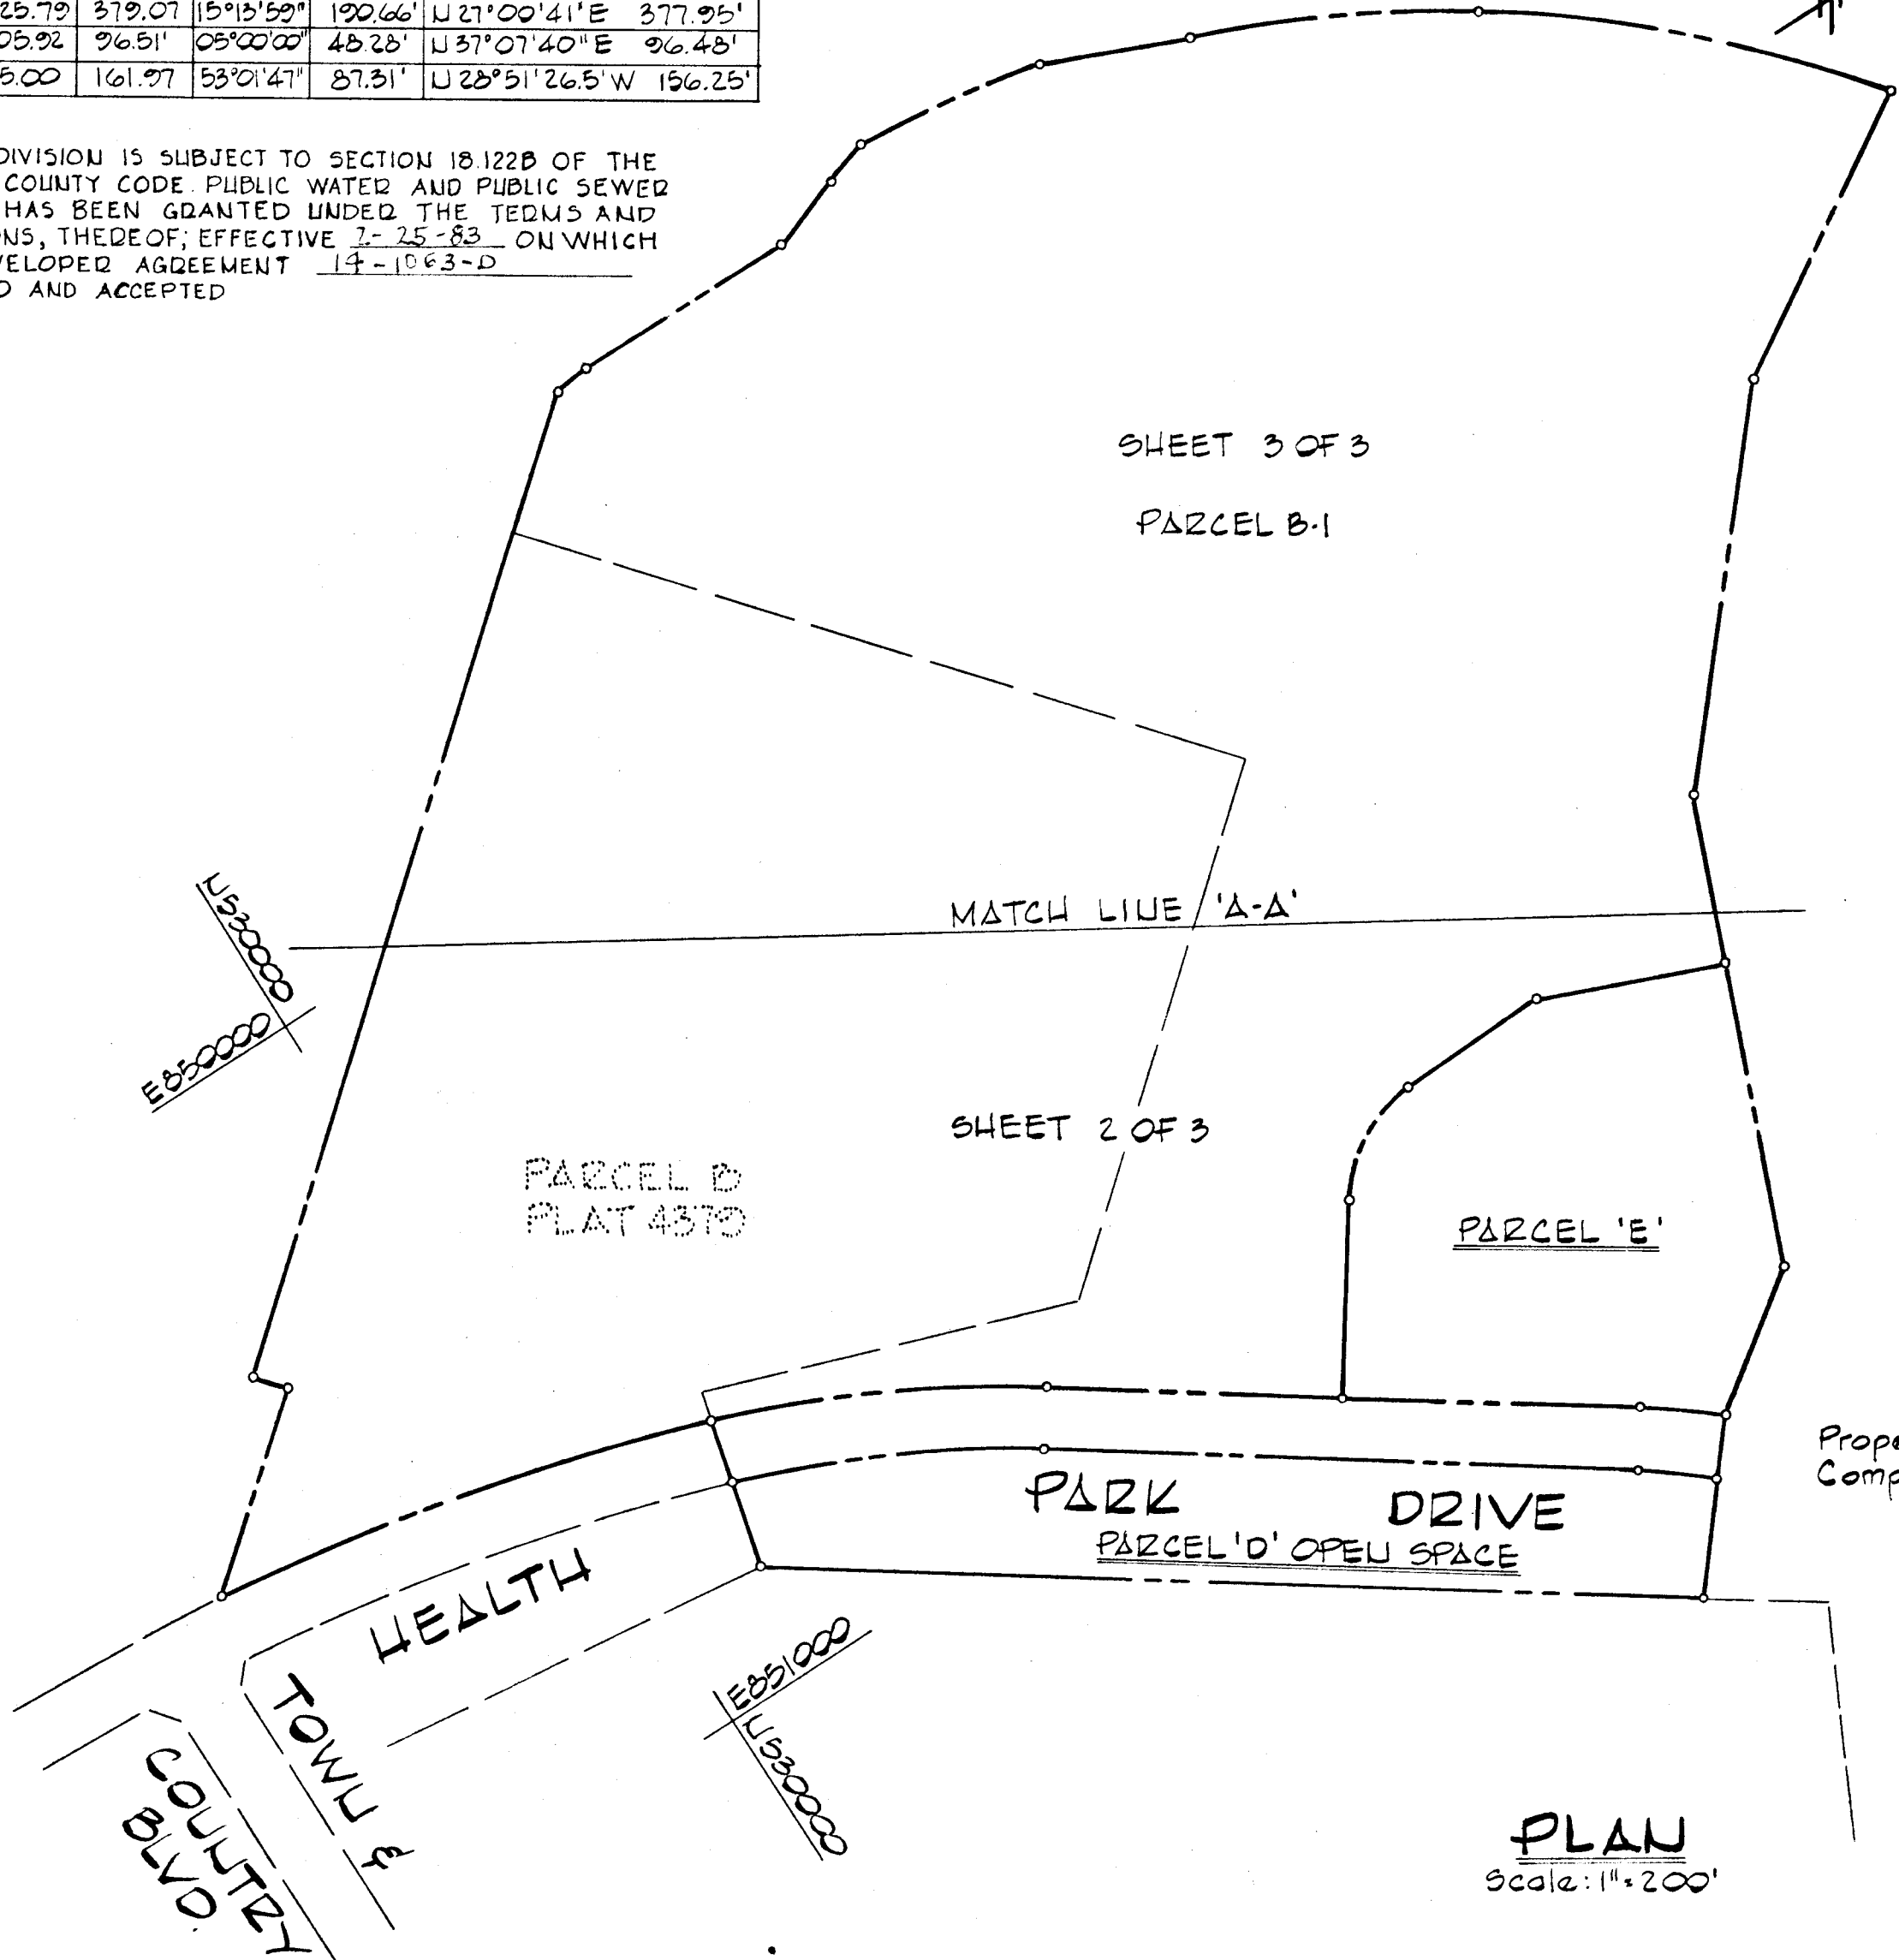 25.79 379.07 15°13'59" 190.66' N 27°00'41"E 377.95'
05.92 96.51' 05°00'00" 48.28' N 37°07'40"E 96.48'
5.00 161.97 53°01'47" 87.31' N 28°51'26.5"W 156.25'
DIVISION IS SUBJECT TO SECTION 18.122B OF THE
COUNTY CODE. PUBLIC WATER AND PUBLIC SEWER
HAS BEEN GRANTED UNDER THE TERMS AND
NS, THEREOF; EFFECTIVE 2-25-83 ON WHICH
VELOPER AGREEMENT 14-1063-D
D AND ACCEPTED
SHEET 3 OF 3
PARCEL B-1
MATCH LINE 'A-A'
N530000
E850000
SHEET 2 OF 3
PARCEL B
PLAT 4379
PARCEL 'E'
Prope
Comp
PARK DRIVE
PARCEL 'D' OPEN SPACE
HEALTH
TOWN &
COUNTRY
BLVD.
E851000
N530000
PLAN
Scale: 1"=200'